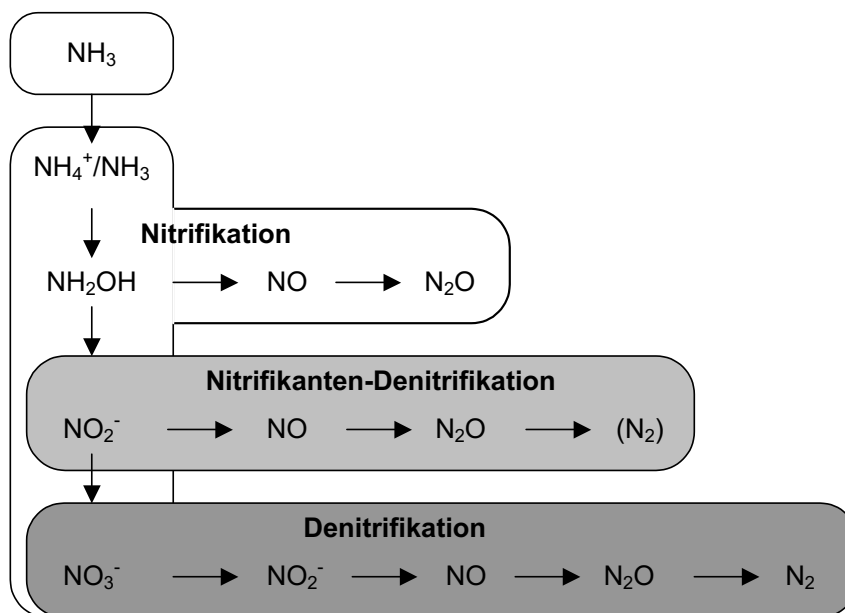 NH₃
NH₄⁺/NH₃
Nitrifikation
NH₂OH NO N₂O
Nitrifikanten-Denitrifikation
NO₂⁻ NO N₂O (N₂)
Denitrifikation
NO₃⁻ NO₂⁻ NO N₂O N₂